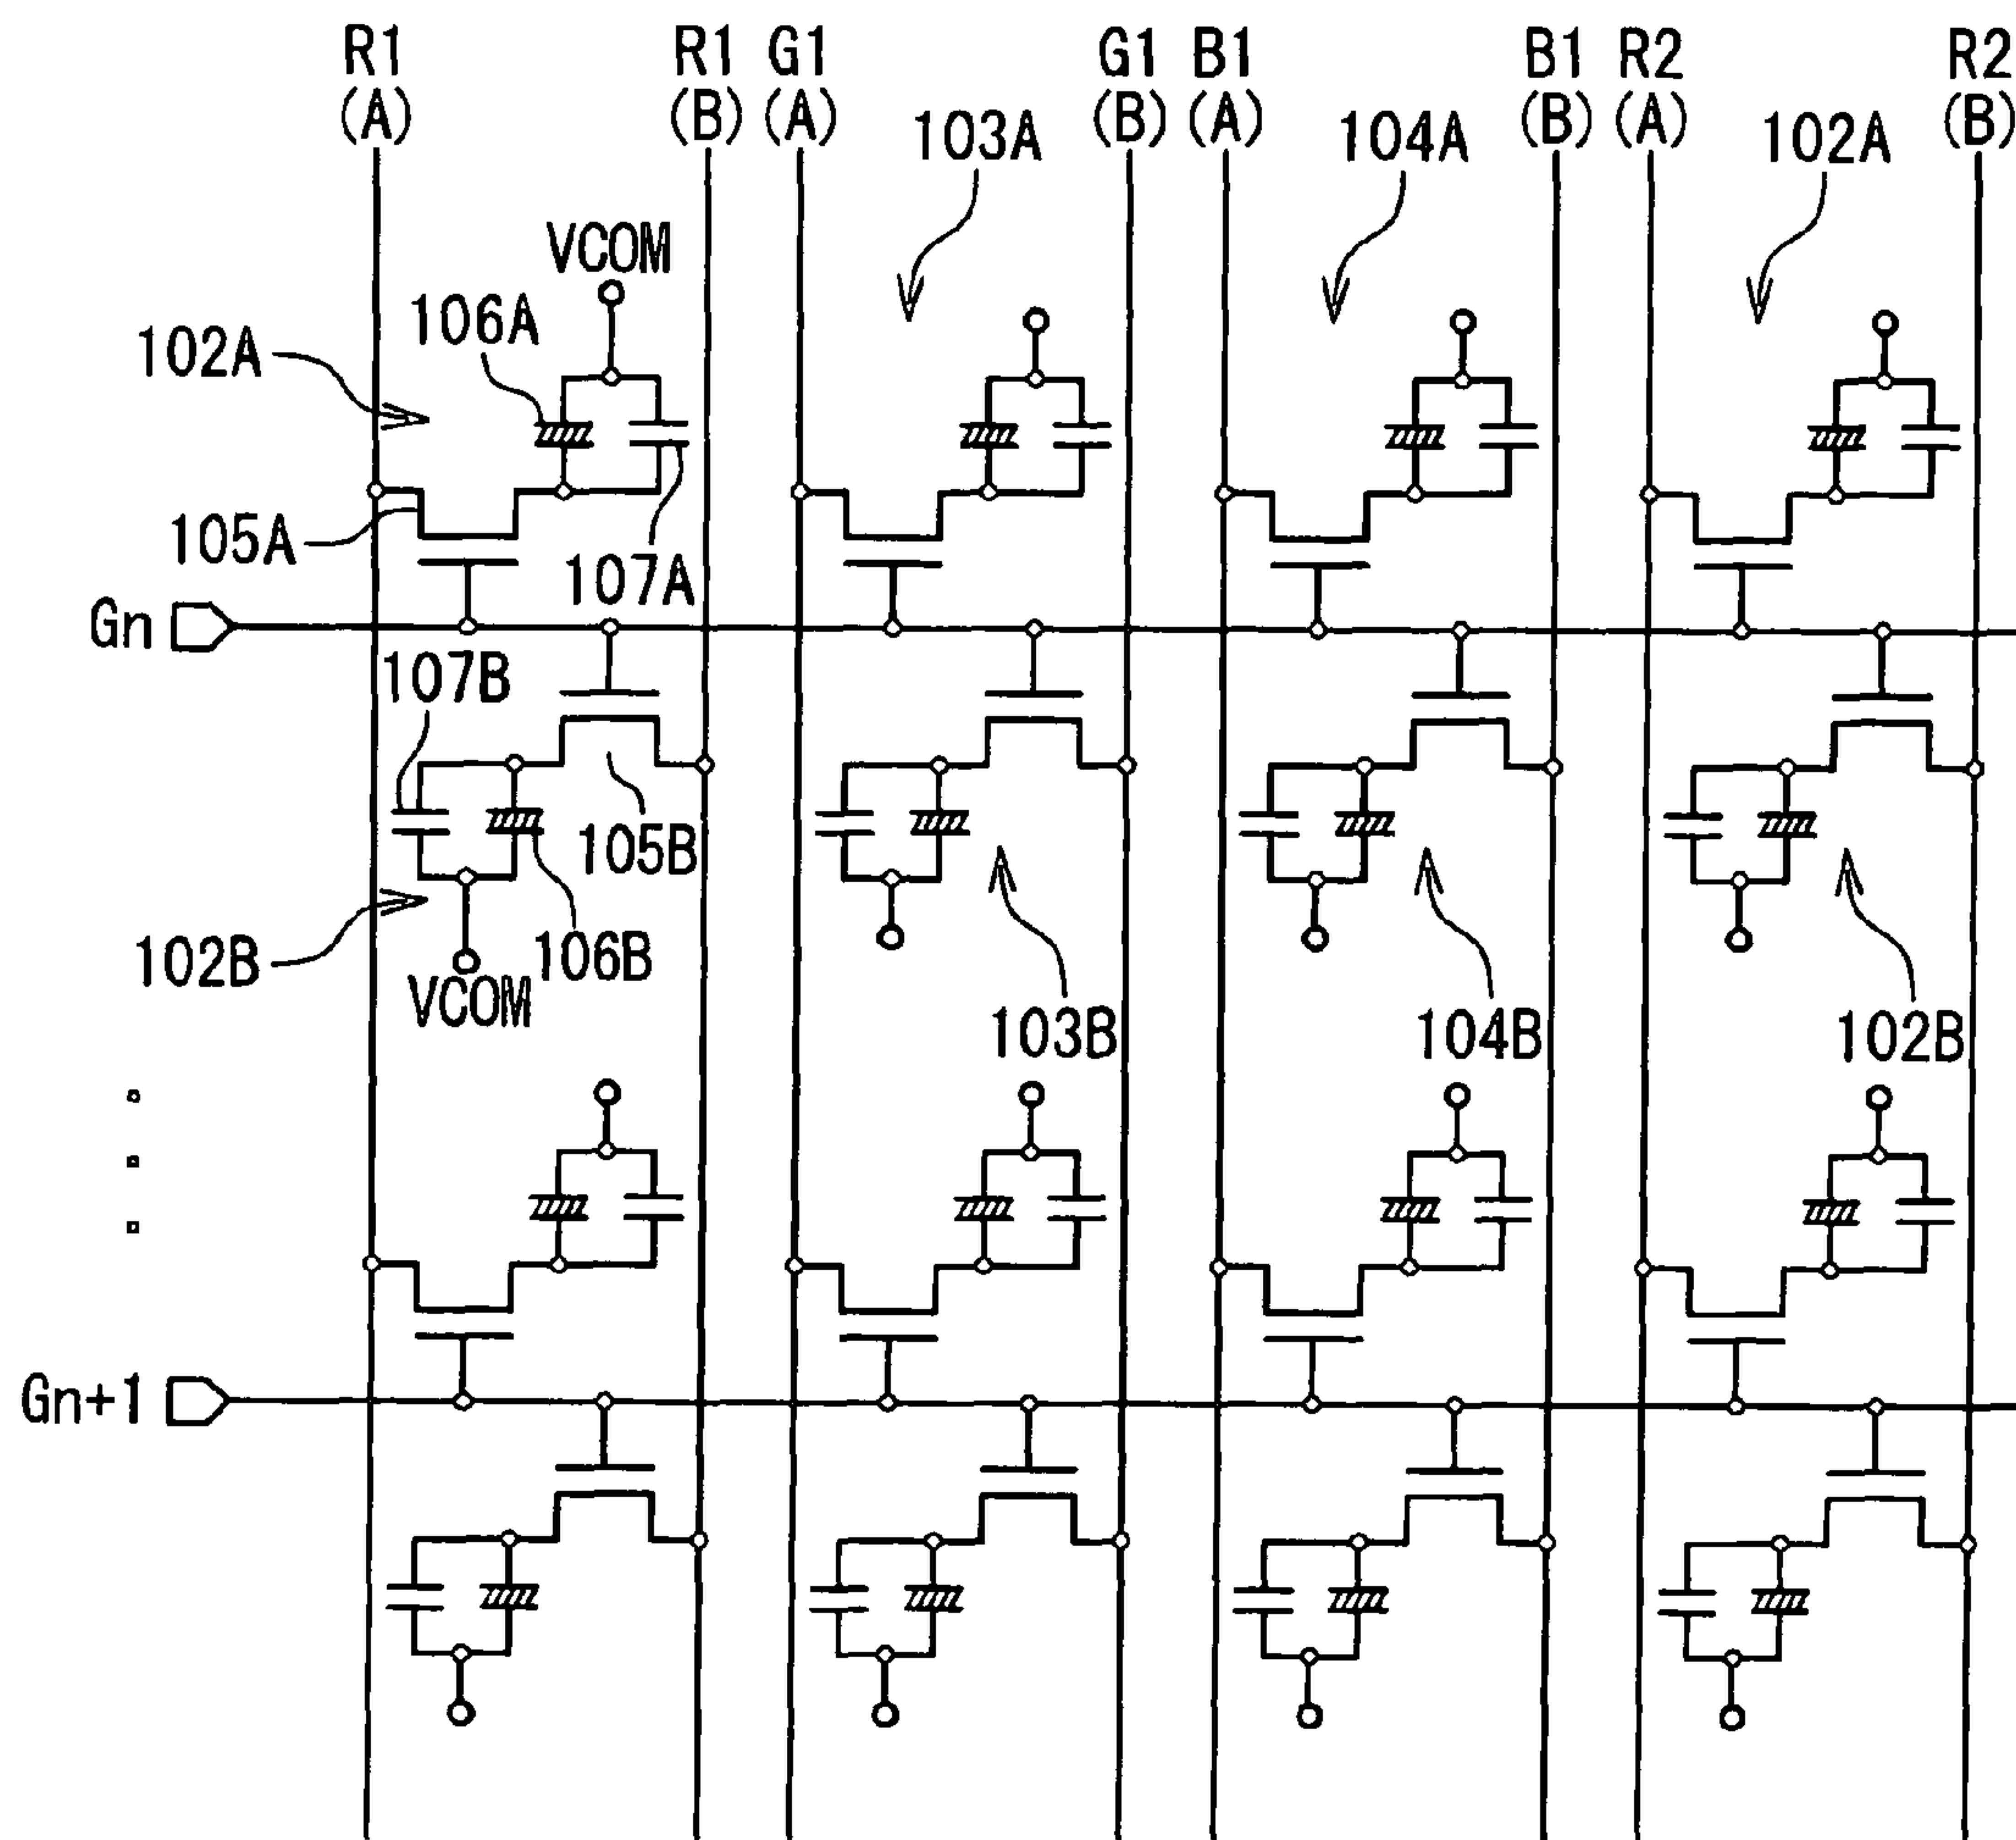 R1 R1 G1 G1 B1 B1 R2 R2
(A) (B) (A) (B) (A) (B) (A) (B)
103A 104A 102A
VCOM
106A
102A
105A
107A
Gn
107B
105B
102B 106B
VCOM
103B 104B 102B
Gn+1